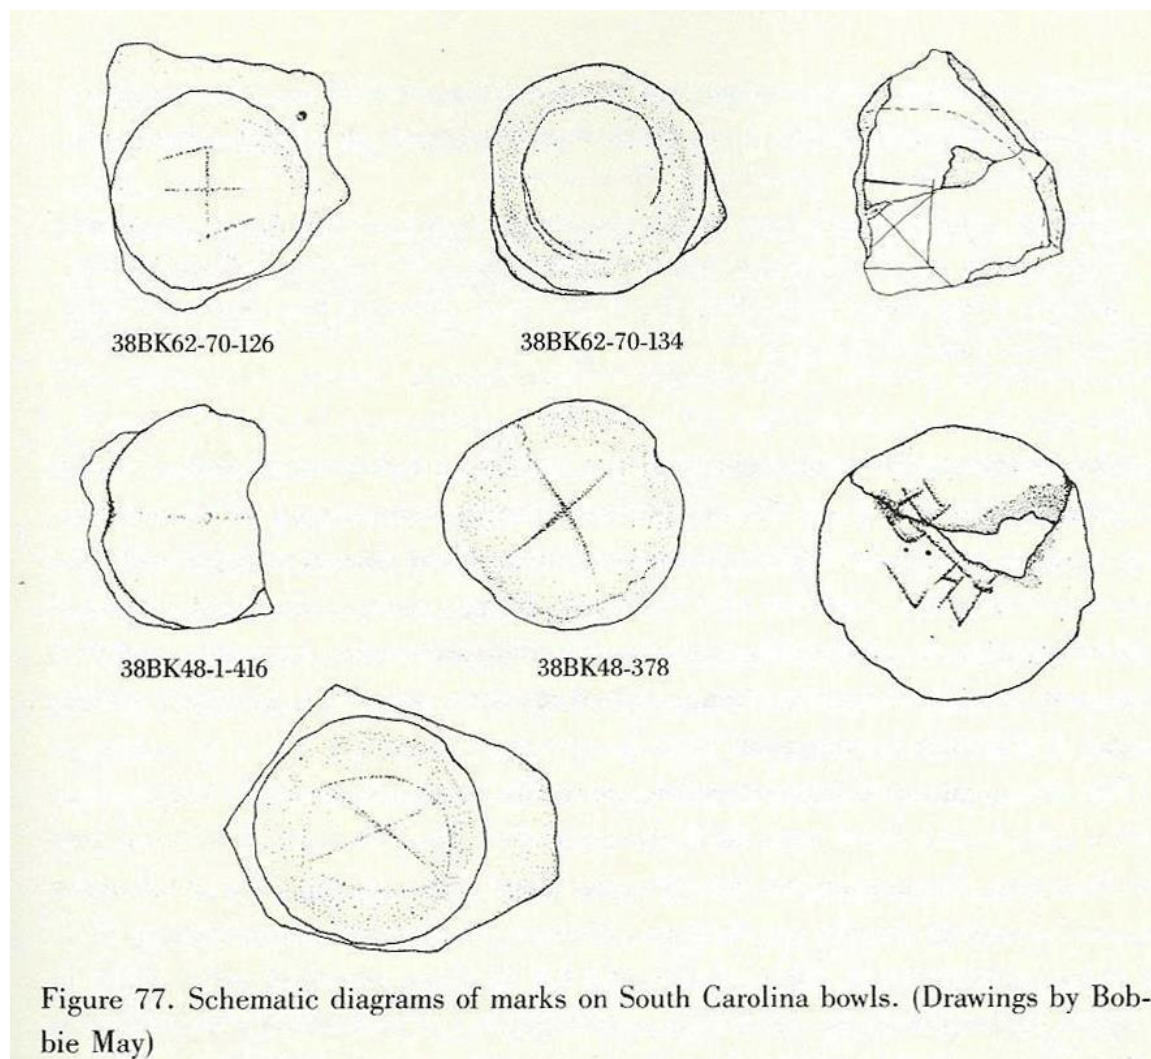 38BK62-70-126 38BK62-70-134
38BK48-1-416 38BK48-378
Figure 77. Schematic diagrams of marks on South Carolina bowls. (Drawings by Bob-
bie May)